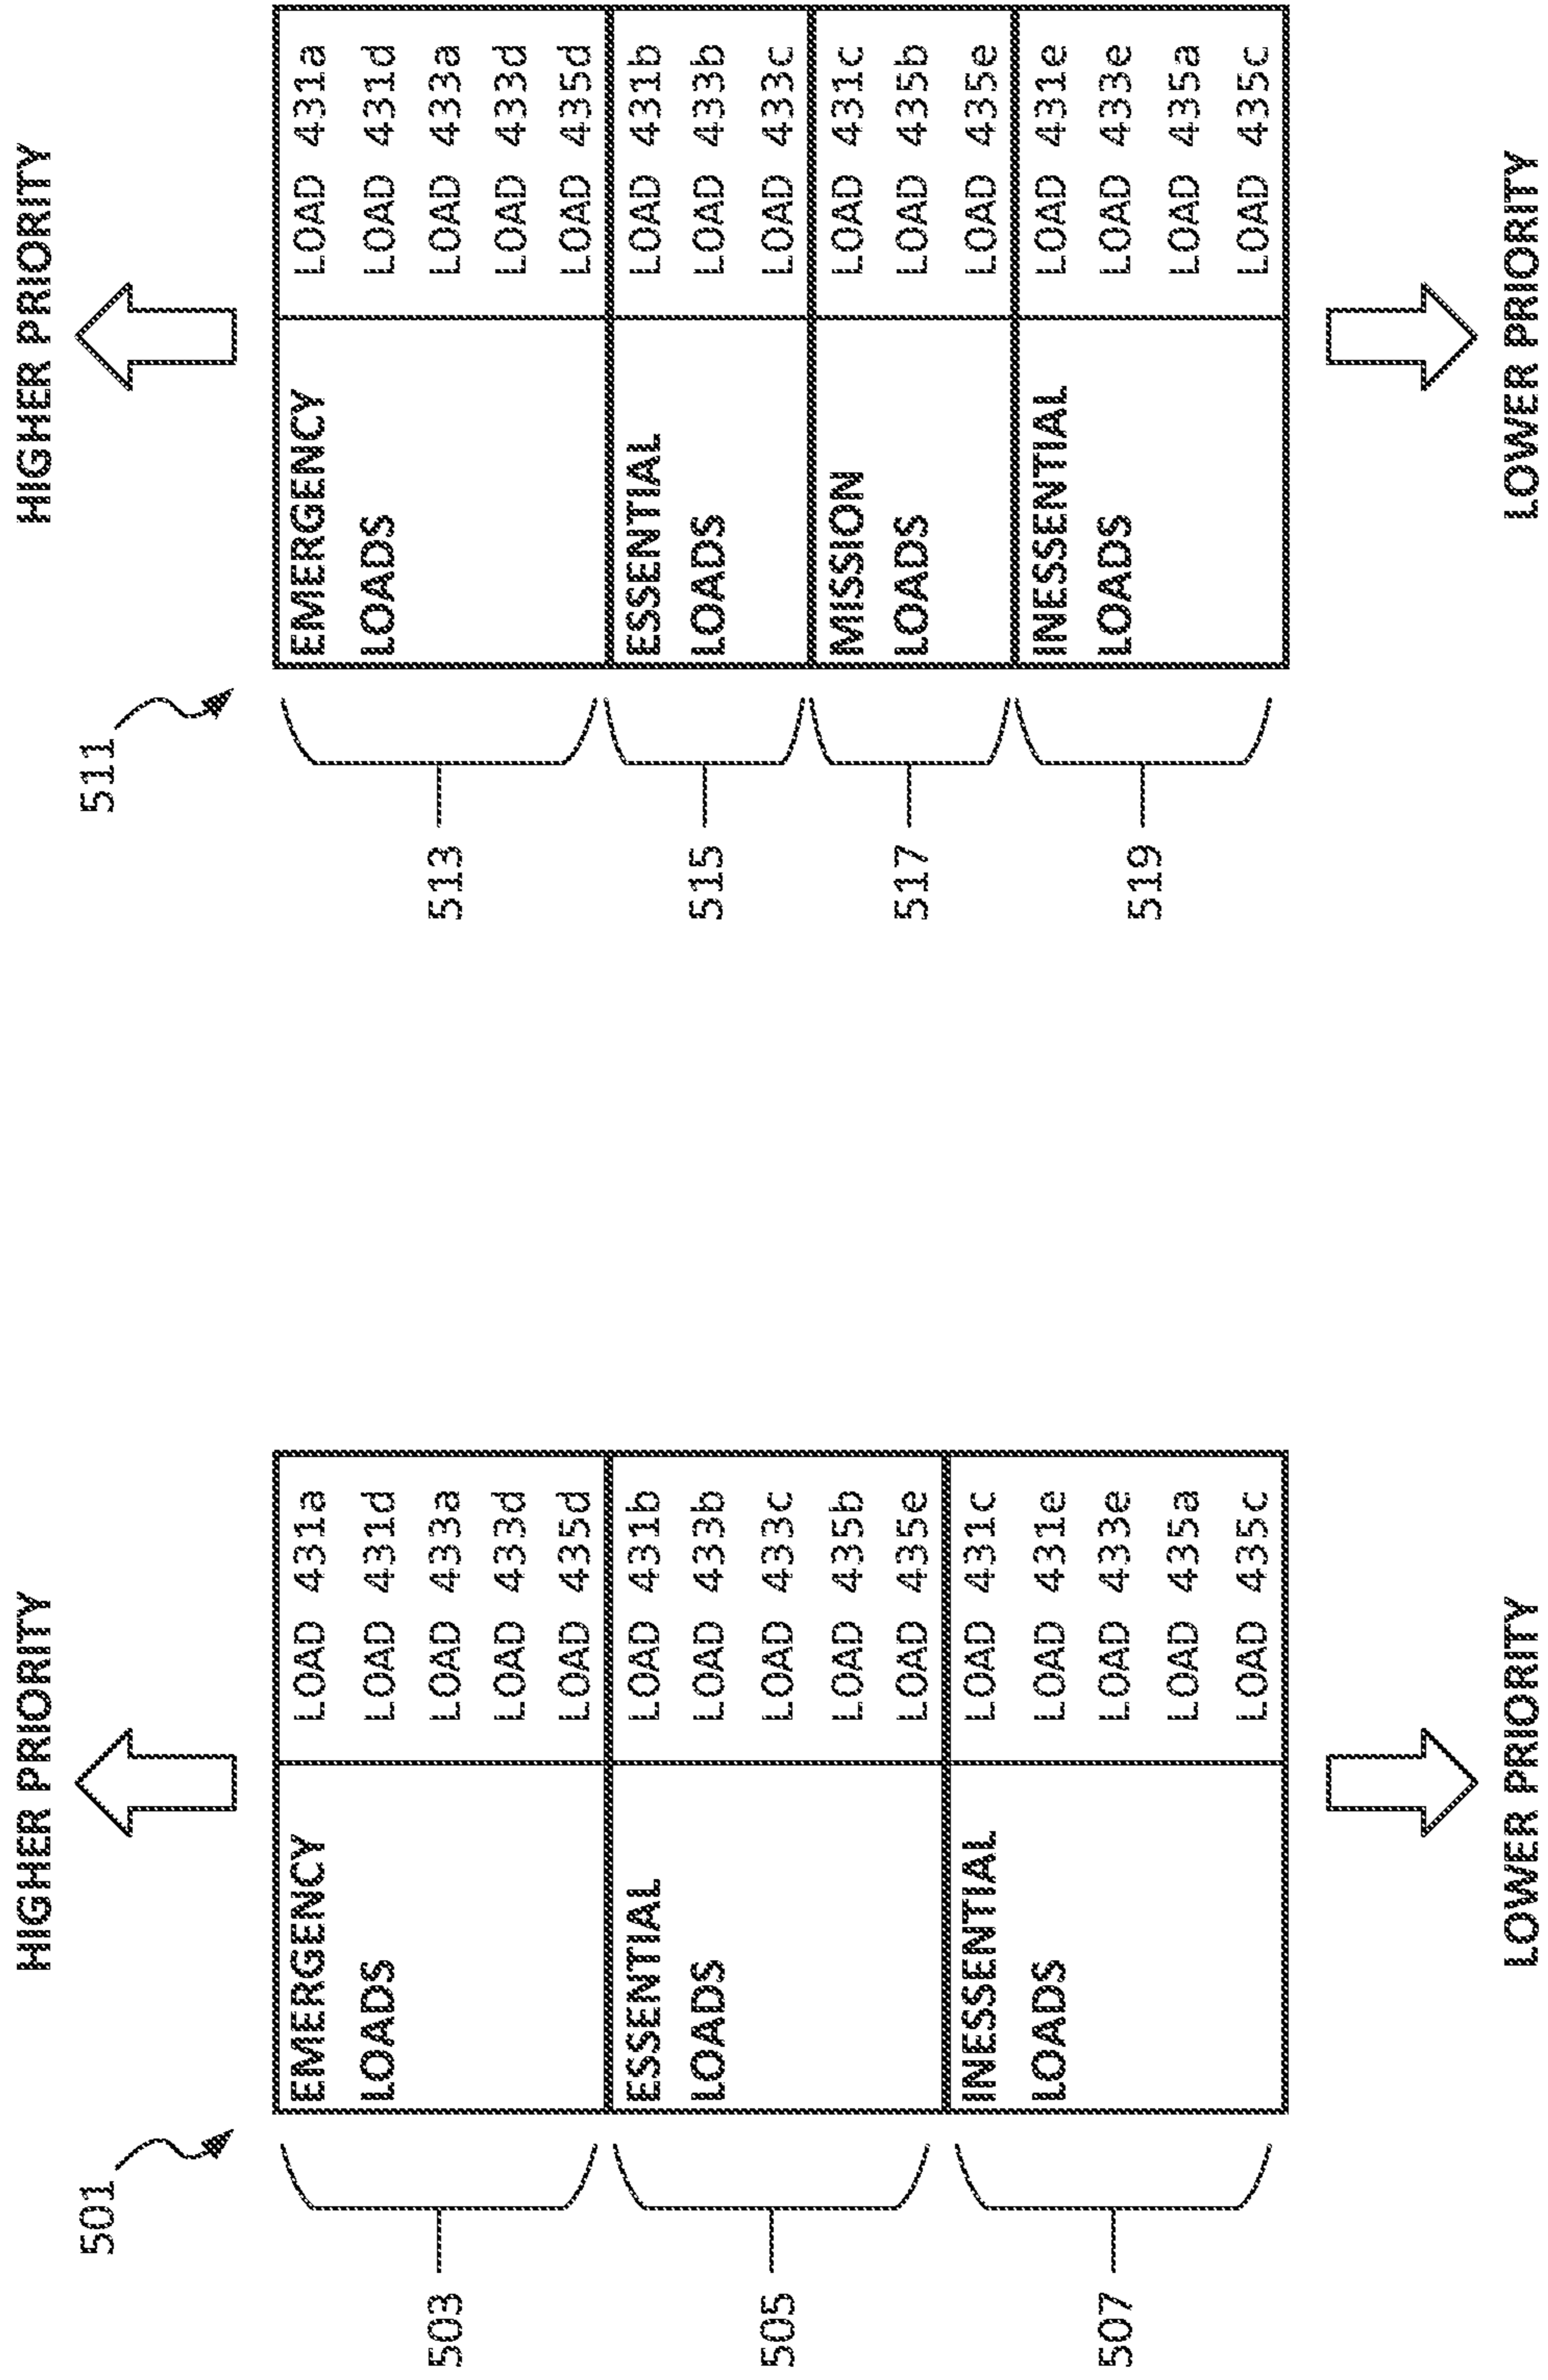 501
HIGHER PRIORITY
503
EMERGENCY
LOADS
LOAD 431a
LOAD 431d
LOAD 433a
LOAD 433d
LOAD 435d
505
ESSENTIAL
LOADS
LOAD 431b
LOAD 433b
LOAD 433c
LOAD 435b
LOAD 435e
507
INESSENTIAL
LOADS
LOAD 431c
LOAD 431e
LOAD 433e
LOAD 435a
LOAD 435c
LOWER PRIORITY
511
HIGHER PRIORITY
513
EMERGENCY
LOADS
LOAD 431a
LOAD 431d
LOAD 433a
LOAD 433d
LOAD 435d
515
ESSENTIAL
LOADS
LOAD 431b
LOAD 433b
LOAD 433c
517
MISSION
LOADS
LOAD 431c
LOAD 435b
LOAD 435e
519
INESSENTIAL
LOADS
LOAD 431e
LOAD 433e
LOAD 435a
LOAD 435c
LOWER PRIORITY